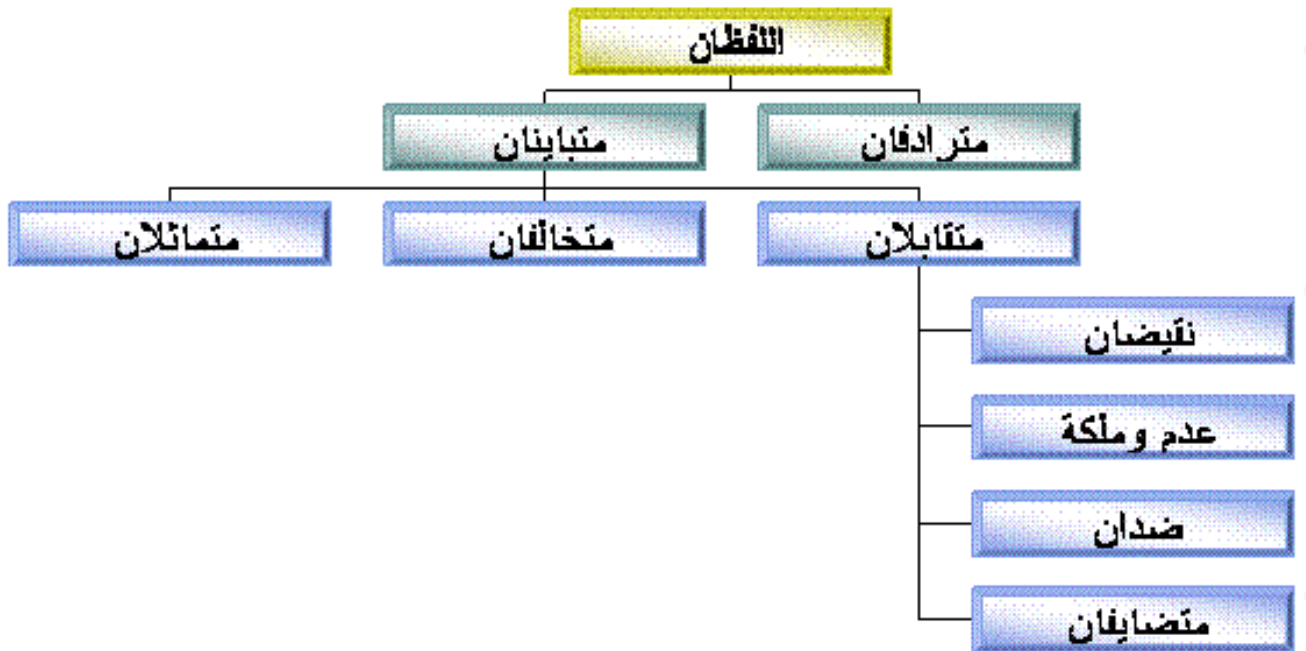 اللفظان
مترادفان
متباينان
متقابلان
متخالفان
متماثلان
نقيضان
عدم وملكة
ضدان
متضايفان